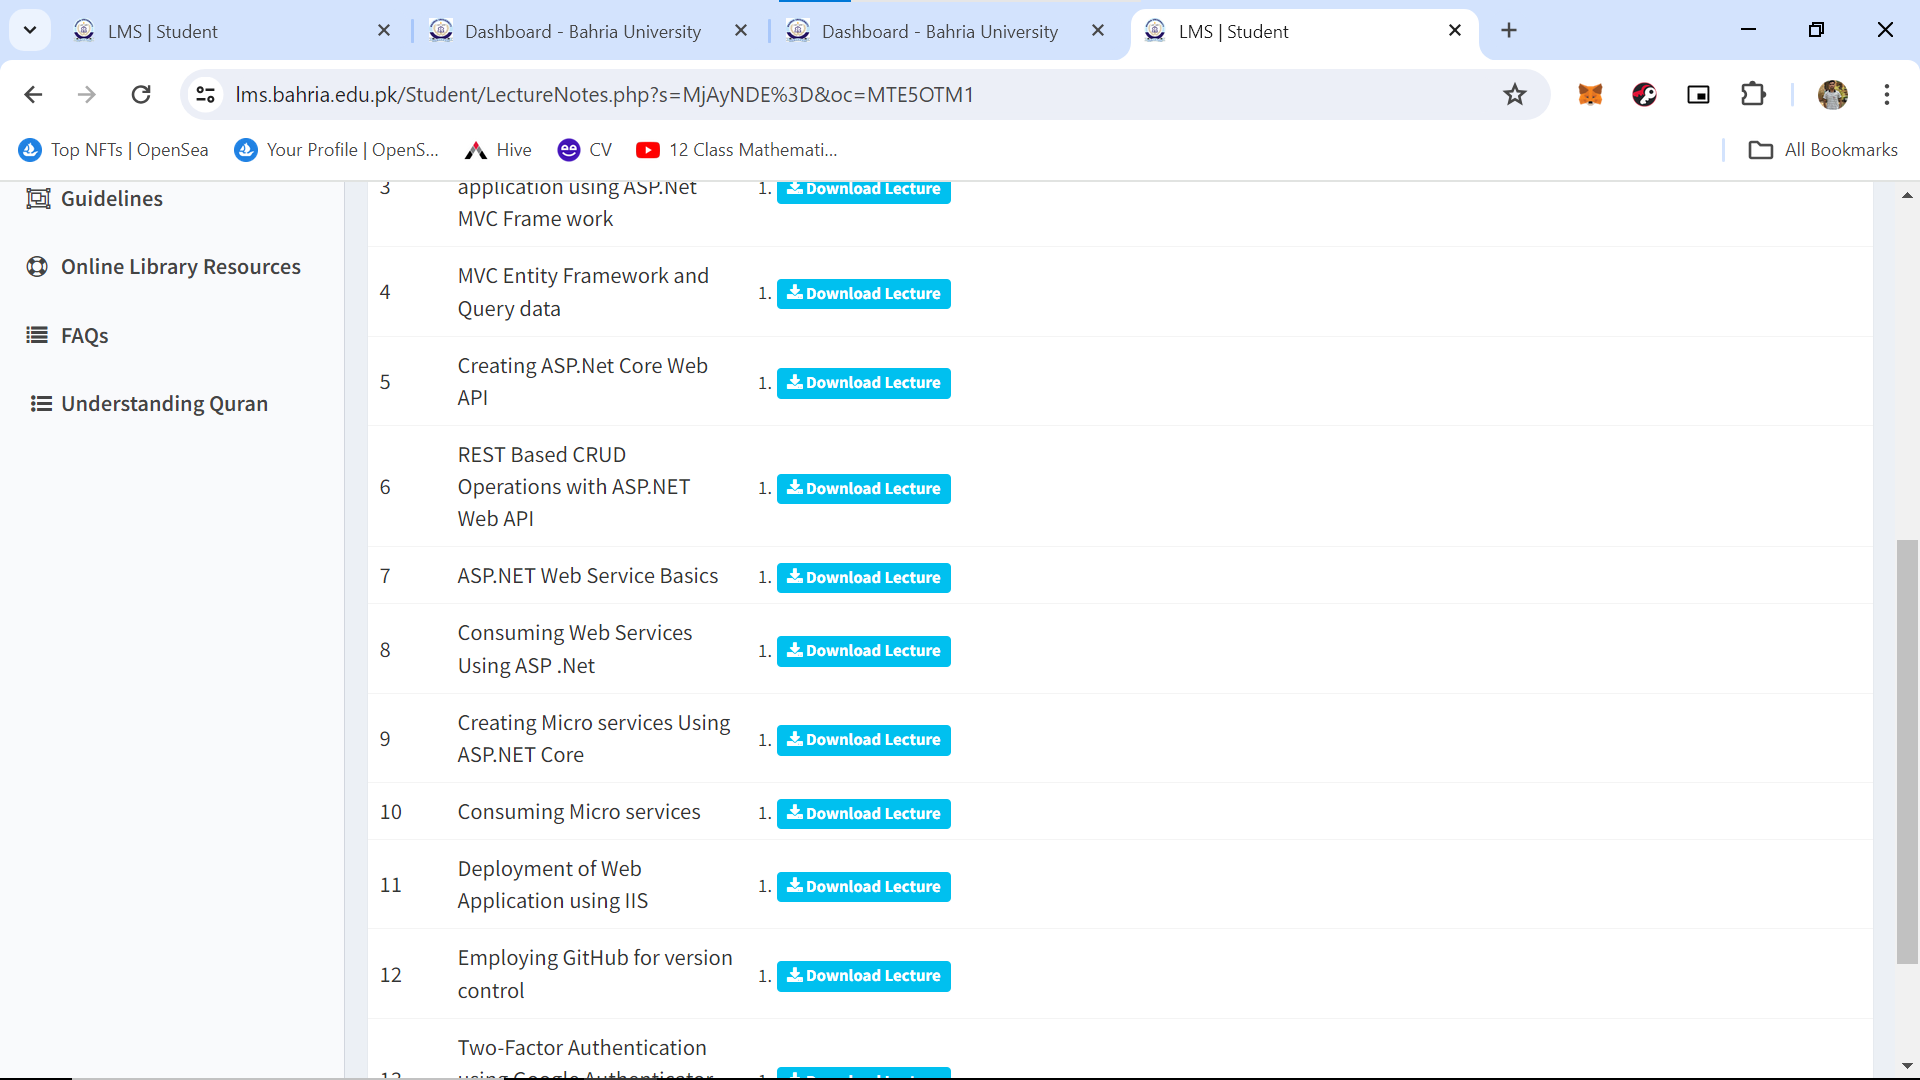 LMS | Student
Dashboard - Bahria University
Dashboard - Bahria University
LMS | Student
lms.bahria.edu.pk/Student/LectureNotes.php?s=MjAyNDE%3D&oc=MTE5OTM1
Top NFTs | OpenSea
Your Profile | OpenS...
Hive
CV
12 Class Mathemati...
All Bookmarks
Guidelines
Online Library Resources
FAQs
Understanding Quran
3
application using ASP.Net
MVC Frame work
1. Download Lecture
4
MVC Entity Framework and
Query data
1. Download Lecture
5
Creating ASP.Net Core Web
API
1. Download Lecture
6
REST Based CRUD
Operations with ASP.NET
Web API
1. Download Lecture
7
ASP.NET Web Service Basics
1. Download Lecture
8
Consuming Web Services
Using ASP .Net
1. Download Lecture
9
Creating Micro services Using
ASP.NET Core
1. Download Lecture
10
Consuming Micro services
1. Download Lecture
11
Deployment of Web
Application using IIS
1. Download Lecture
12
Employing GitHub for version
control
1. Download Lecture
13
Two-Factor Authentication
using Google Authenticator